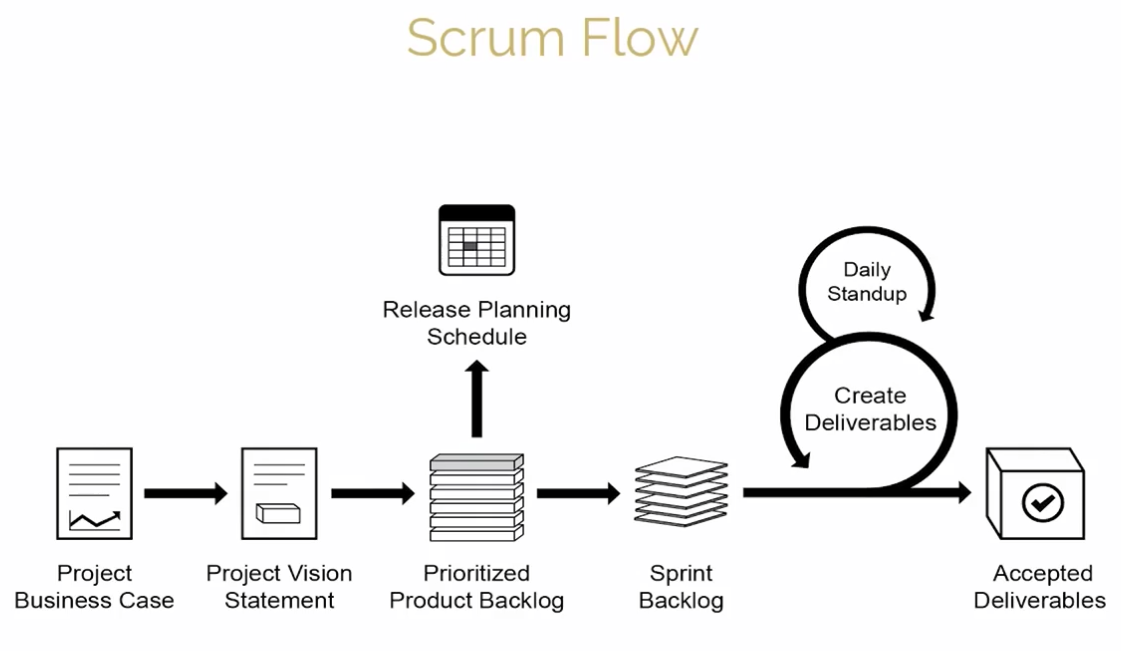 Scrum Flow
Release Planning
Schedule
Daily
Standup
Create
Deliverables
Project
Business Case
Project Vision
Statement
Prioritized
Product Backlog
Sprint
Backlog
Accepted
Deliverables